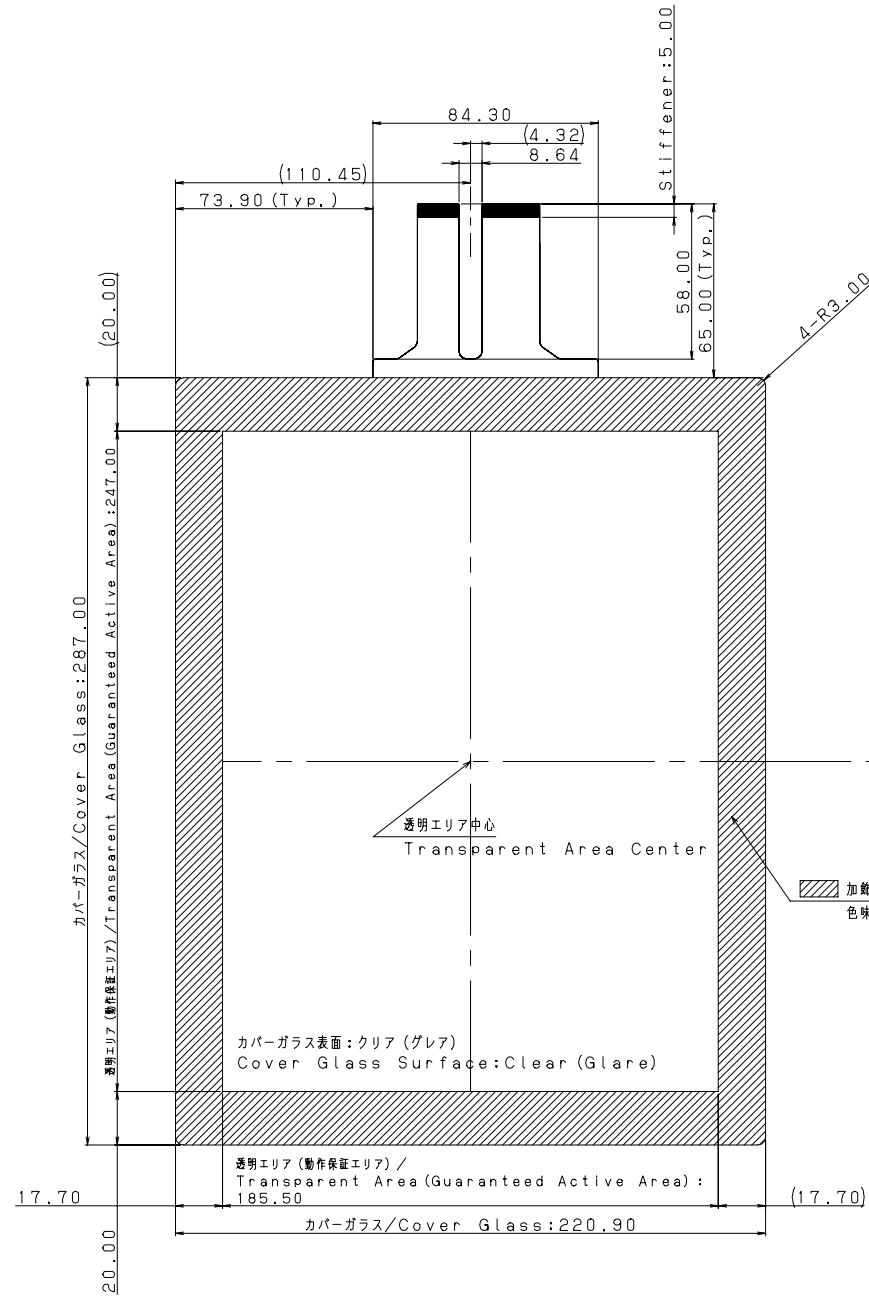 Stiffener:5.00
84.30
(4.32)
8.64
(110.45)
73.90(Typ.)
58.00
65.00(Typ.)
(20.00)
4-R3.00
カバーガラス/Cover Glass:287.00
透明エリア(動作保証エリア)/Transparent Area(Guaranteed Active Area):247.00
透明エリア中心
Transparent Area Center
加飾
色味
カバーガラス表面:クリア(グレア)
Cover Glass Surface:Clear(Glare)
透明エリア(動作保証エリア)/
Transparent Area(Guaranteed Active Area):
185.50
17.70
(17.70)
カバーガラス/Cover Glass:220.90
20.00